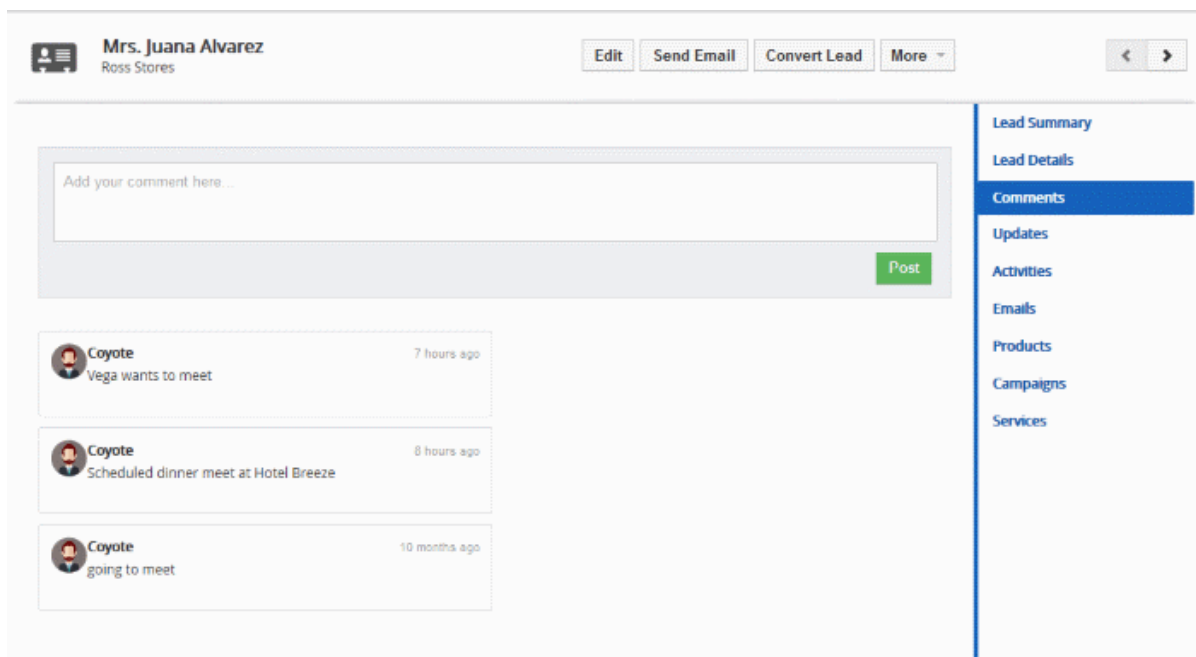 Mrs. Juana Alvarez
Ross Stores
Edit
Send Email
Convert Lead
More
Add your comment here...
Post
Coyote
7 hours ago
Vega wants to meet
Coyote
8 hours ago
Scheduled dinner meet at Hotel Breeze
Coyote
10 months ago
going to meet
Lead Summary
Lead Details
Comments
Updates
Activities
Emails
Products
Campaigns
Services